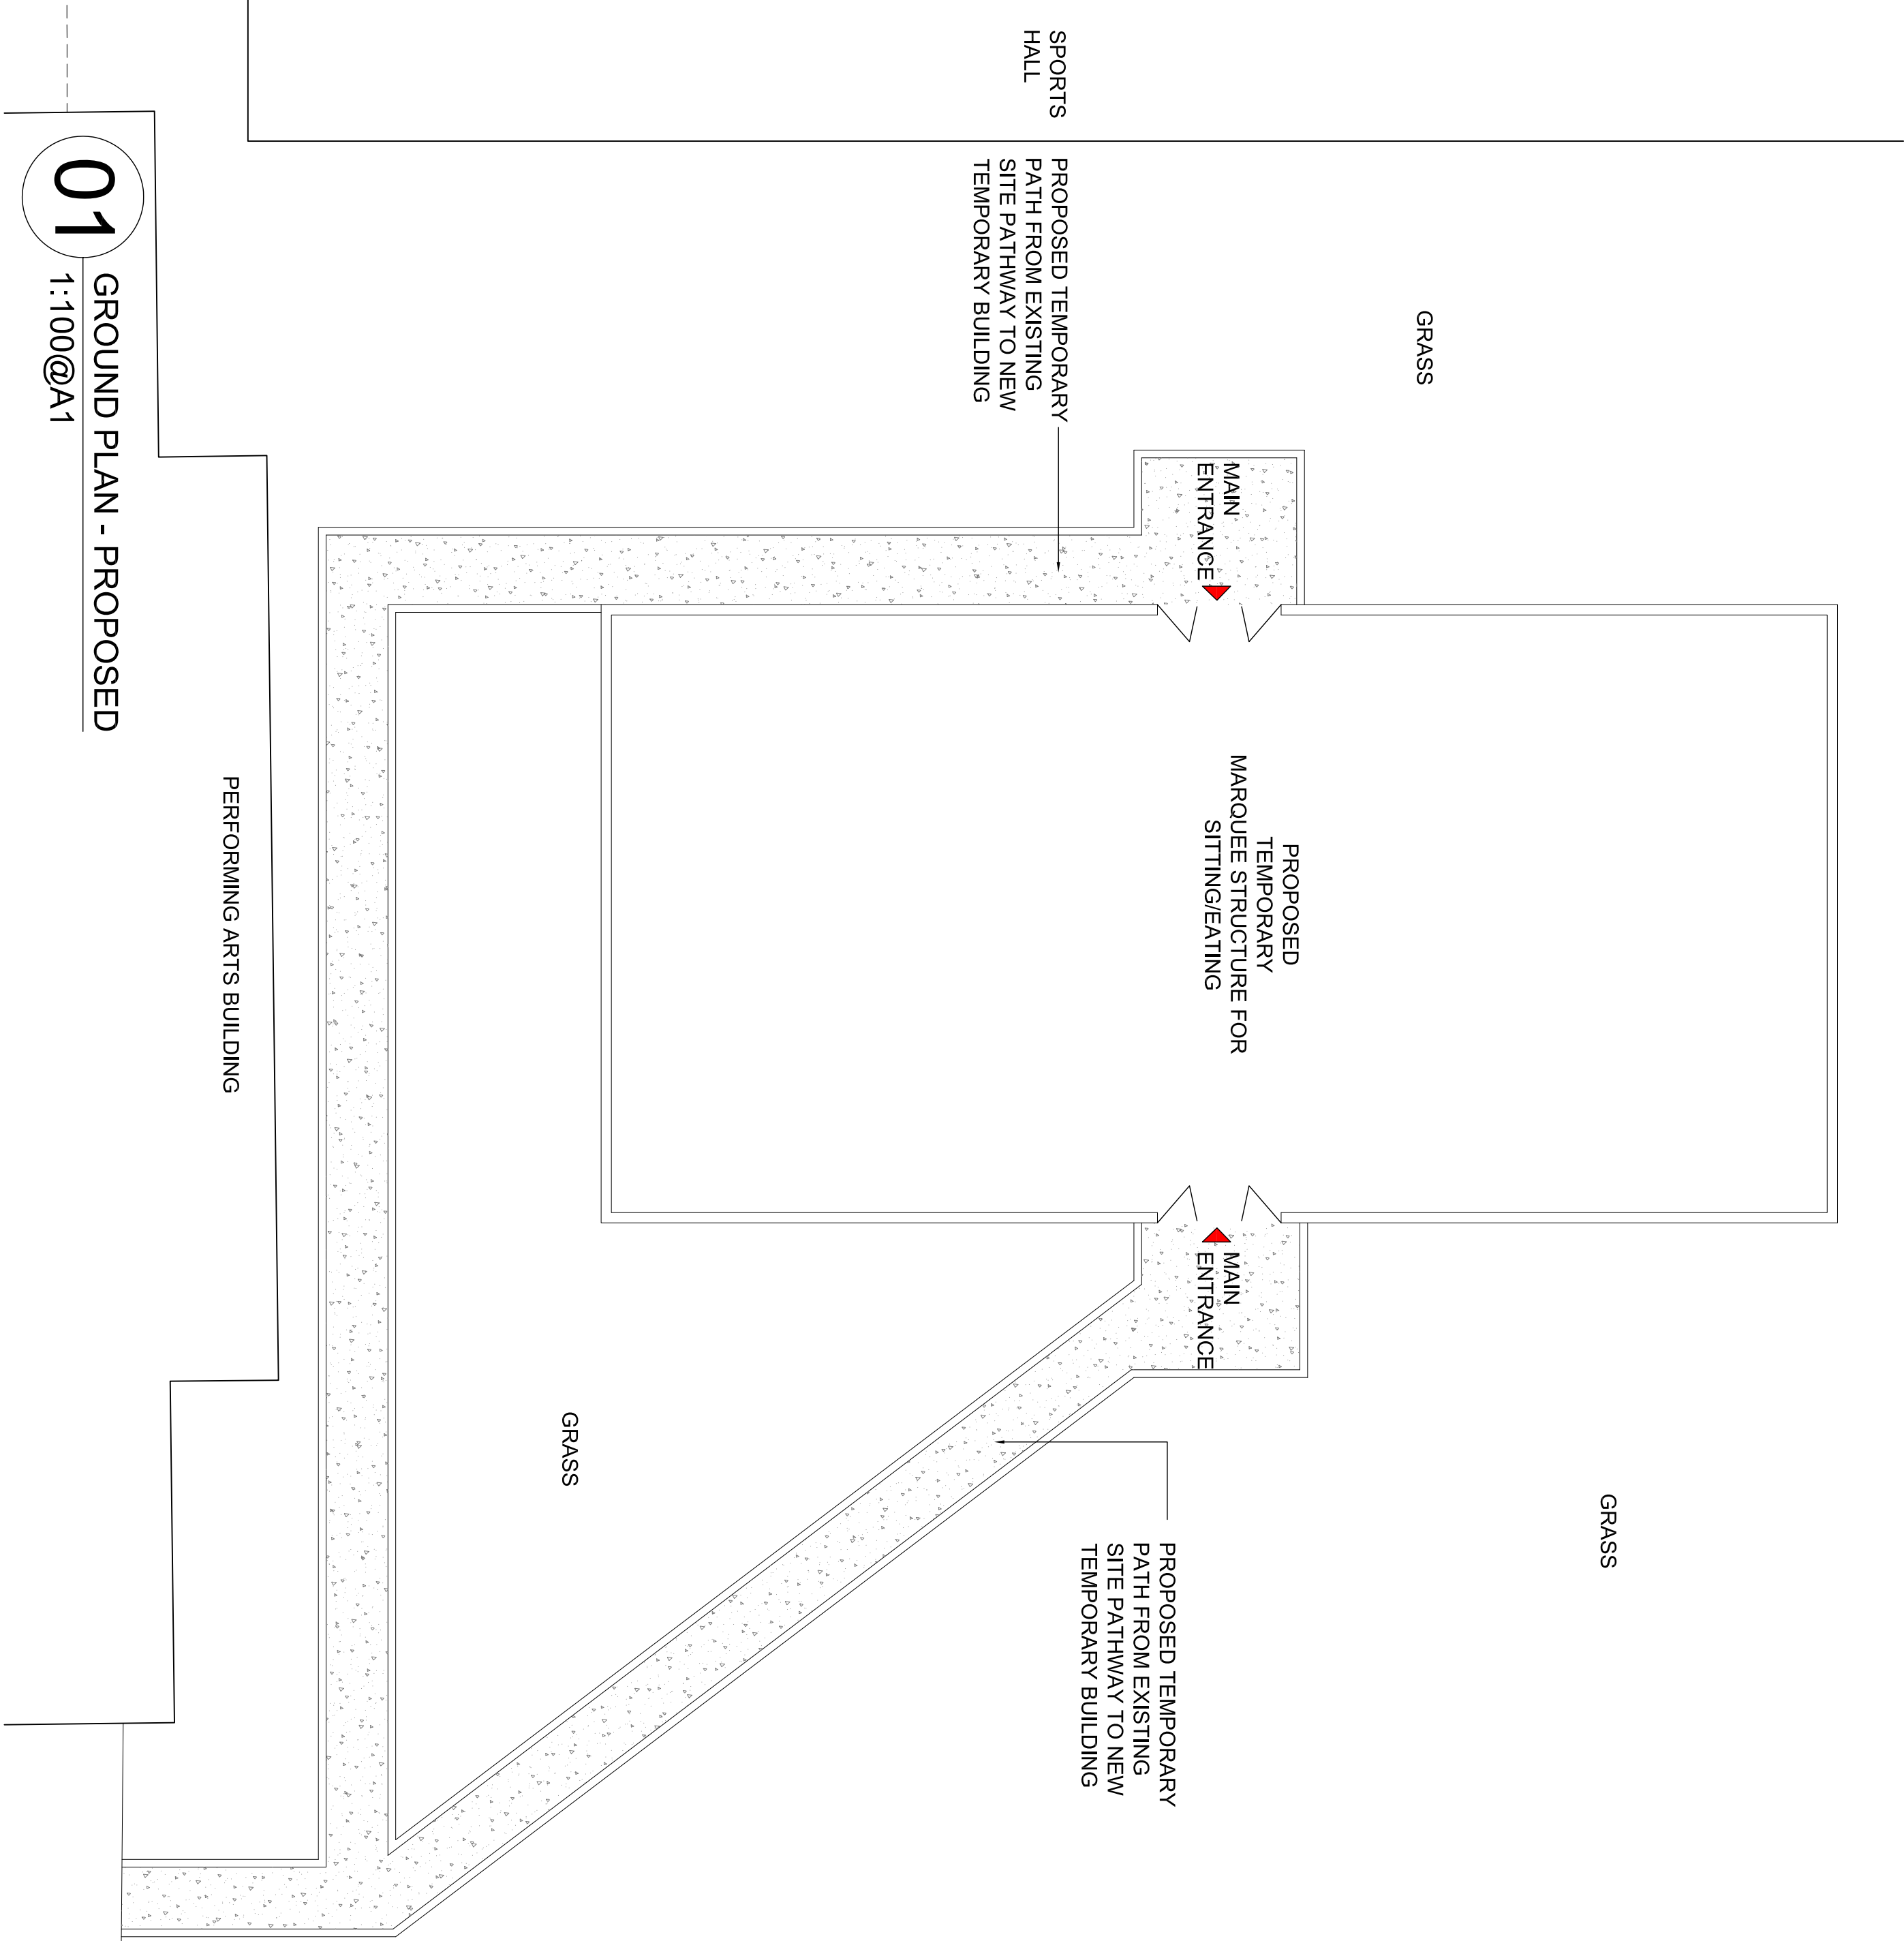 SPORTS
HALL
GRASS
PROPOSED TEMPORARY
PATH FROM EXISTING
SITE PATHWAY TO NEW
TEMPORARY BUILDING
MAIN
ENTRANCE
PROPOSED
TEMPORARY
MARQUEE STRUCTURE FOR
SITTING/EATING
MAIN
ENTRANCE
GRASS
PROPOSED TEMPORARY
PATH FROM EXISTING
SITE PATHWAY TO NEW
TEMPORARY BUILDING
GRASS
PERFORMING ARTS BUILDING
01
GROUND PLAN - PROPOSED
1:100@A1